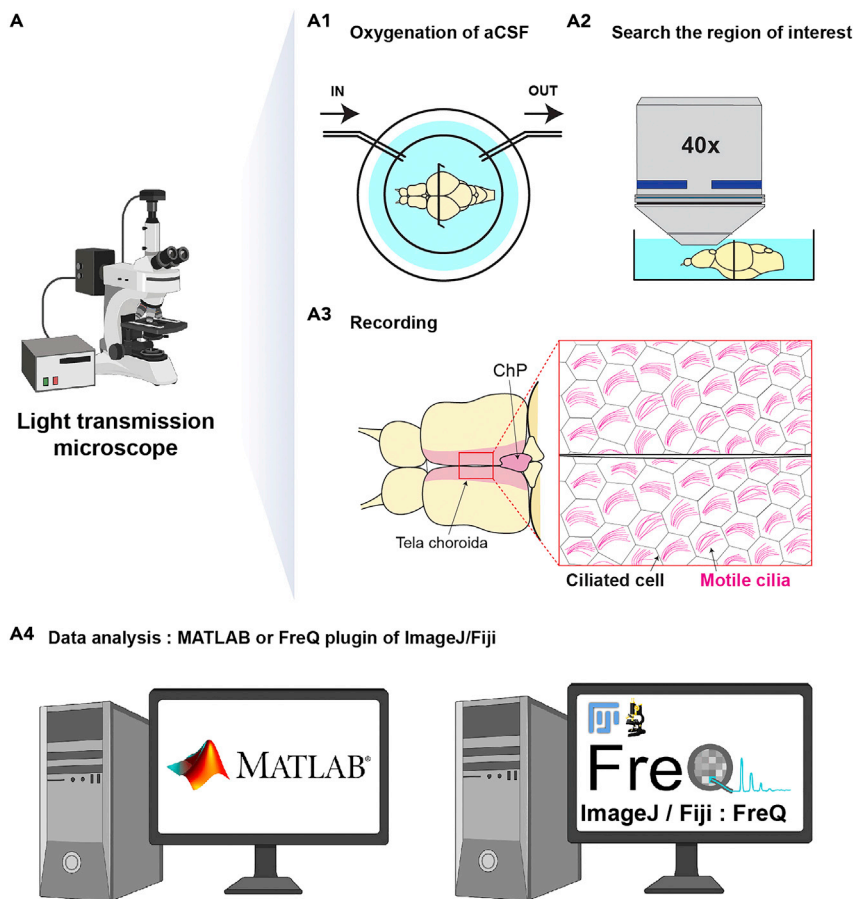 A
A1 Oxygenation of aCSF
IN
OUT
A2 Search the region of interest
40x
Light transmission
microscope
A3 Recording
ChP
Tela choroida
Ciliated cell
Motile cilia
A4 Data analysis : MATLAB or FreQ plugin of ImageJ/Fiji
MATLAB®
FreQ
ImageJ / Fiji : FreQ